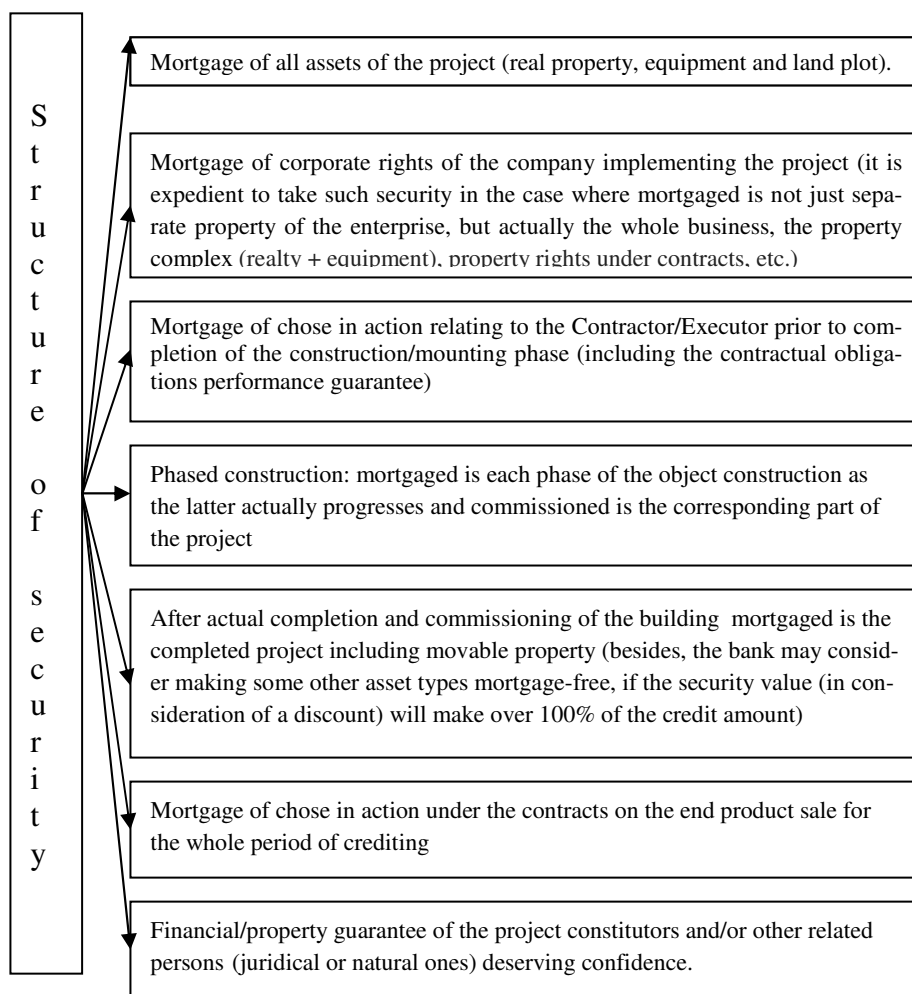 Structure of security
Mortgage of all assets of the project (real property, equipment and land plot).
Mortgage of corporate rights of the company implementing the project (it is
expedient to take such security in the case where mortgaged is not just sepa-
rate property of the enterprise, but actually the whole business, the property
complex (realty + equipment), property rights under contracts, etc.)
Mortgage of chose in action relating to the Contractor/Executor prior to com-
pletion of the construction/mounting phase (including the contractual oblig-
ations performance guarantee)
Phased construction: mortgaged is each phase of the object construction as
the latter actually progresses and commissioned is the corresponding part of
the project
After actual completion and commissioning of the building mortgaged is the
completed project including movable property (besides, the bank may consid-
er making some other asset types mortgage-free, if the security value (in con-
sideration of a discount) will make over 100% of the credit amount)
Mortgage of chose in action under the contracts on the end product sale for
the whole period of crediting
Financial/property guarantee of the project constitutors and/or other related
persons (juridical or natural ones) deserving confidence.